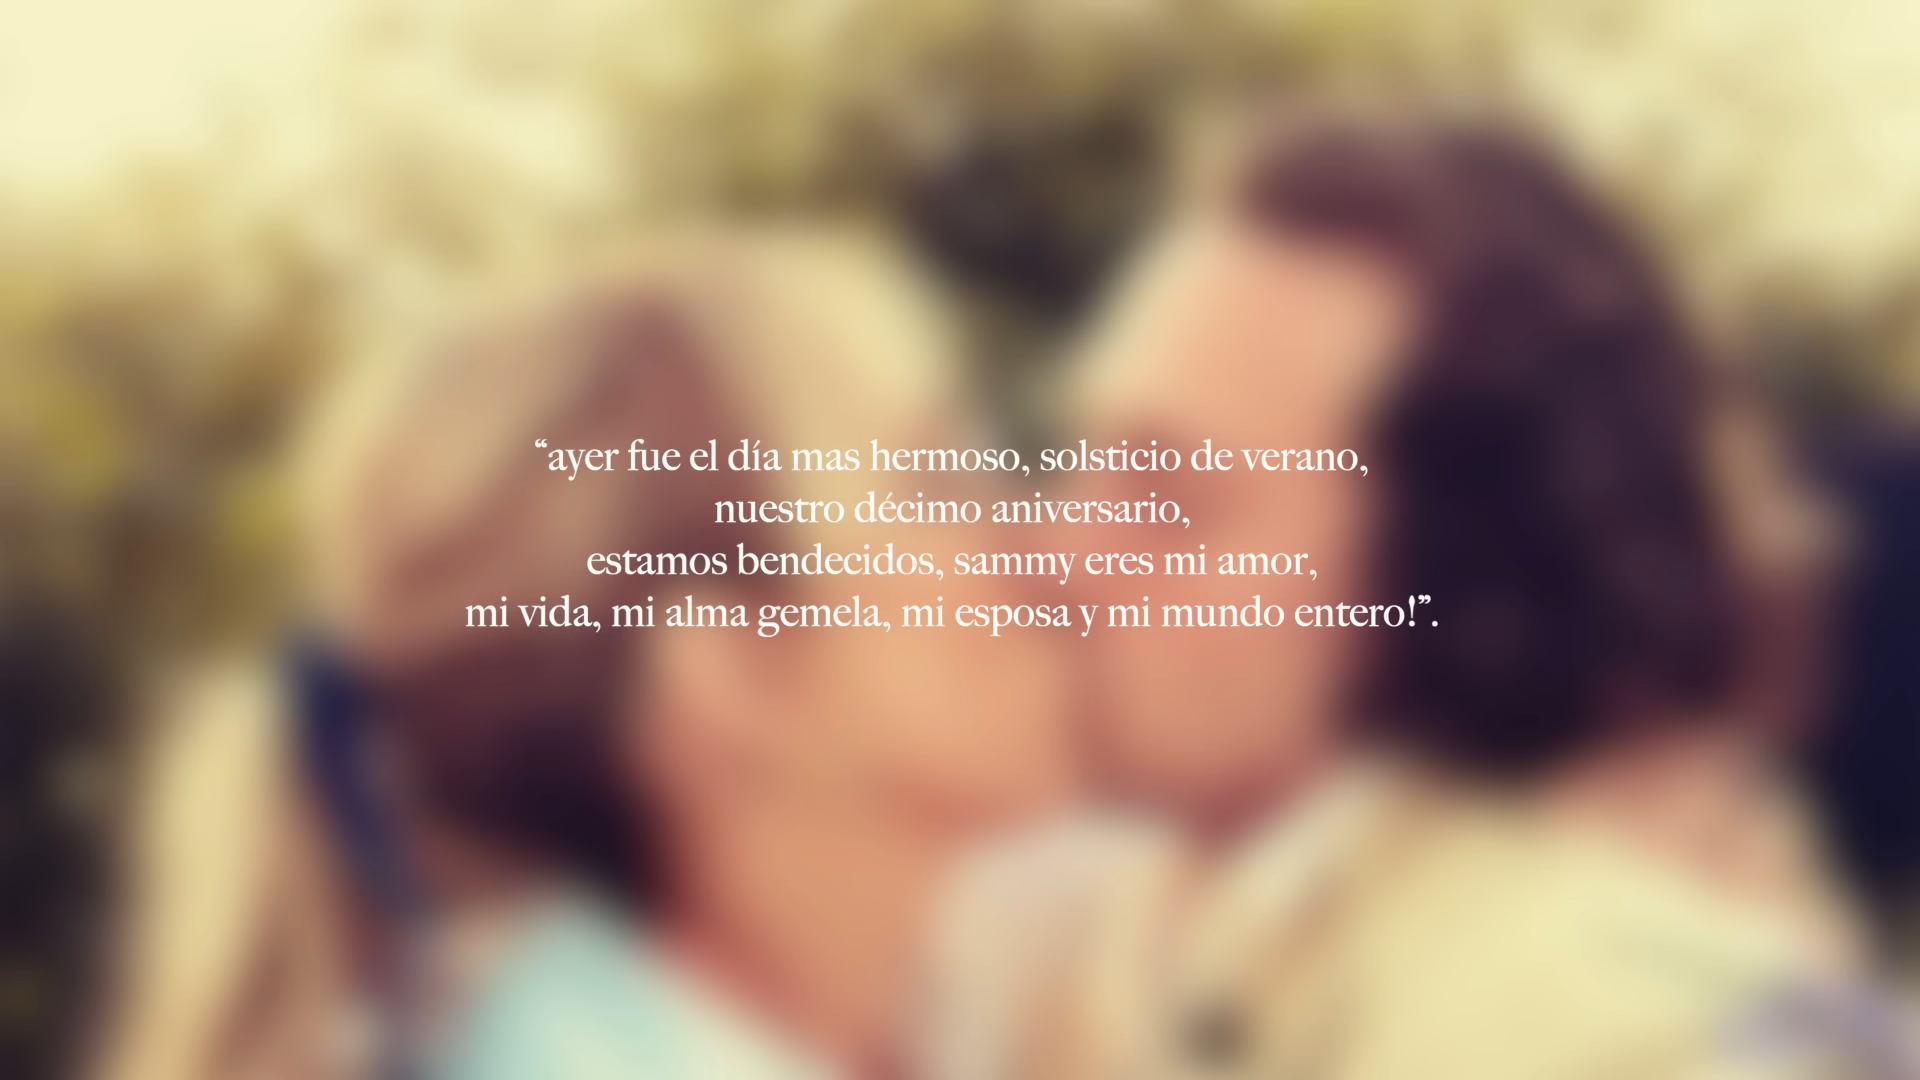 “ayer fue el día mas hermoso, solsticio de verano,
nuestro décimo aniversario,
estamos bendecidos, sammy eres mi amor,
mi vida, mi alma gemela, mi esposa y mi mundo entero!”.